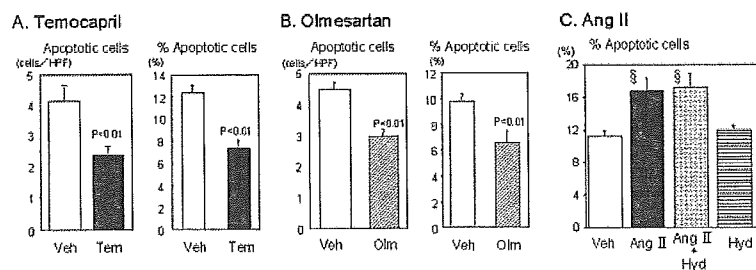 A. Temocapril
Apoptotic cells
(cells/HPF)
5
4
3
2
1
0
P<0.01
Veh
Tem
% Apoptotic cells
(%)
14
12
10
8
6
4
2
0
P<0.01
Veh
Tem
B. Olmesartan
Apoptotic cells
(cells/HPF)
5
4
3
2
1
0
P<0.01
Veh
Olm
% Apoptotic cells
(%)
12
10
8
6
4
2
0
P<0.01
Veh
Olm
C. Ang II
(%)
% Apoptotic cells
20
16
12
8
4
0
§
§
Veh
Ang II
Ang II
+
Hyd
Hyd